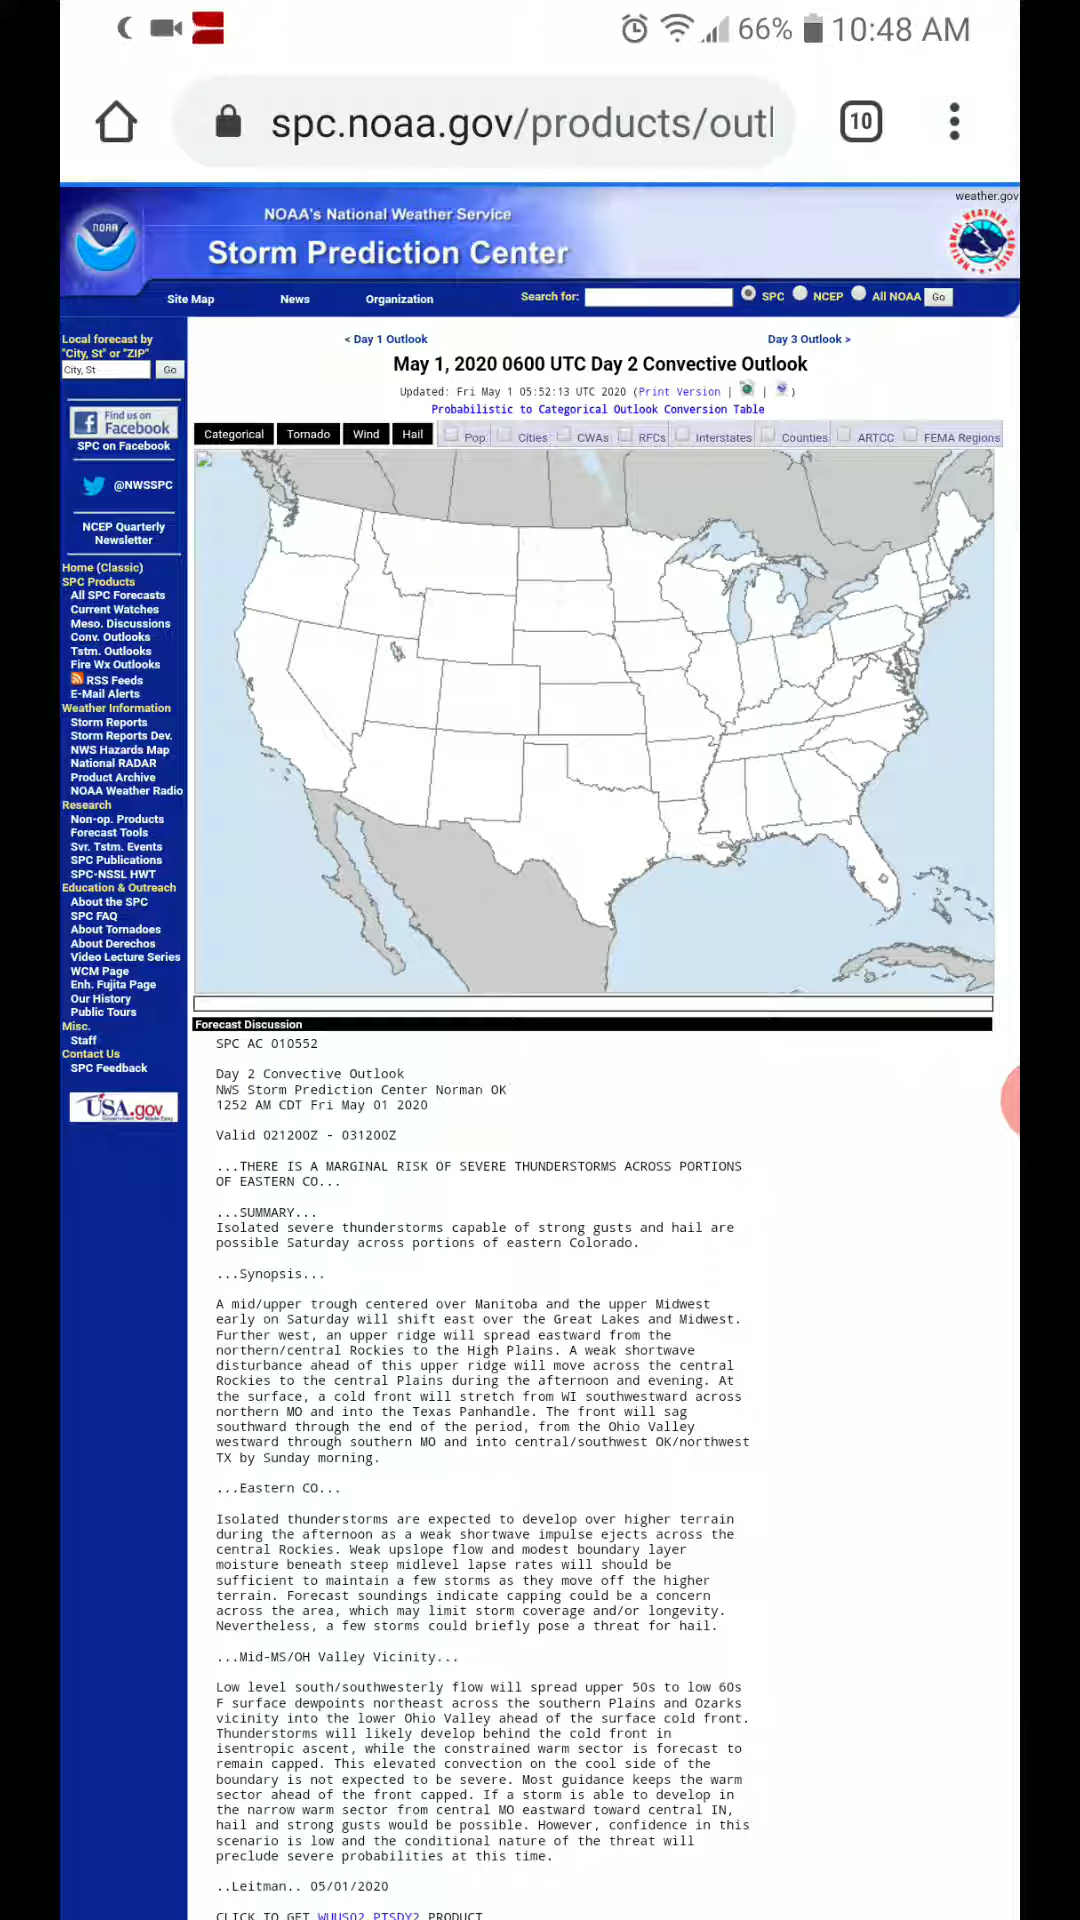 66% 10:48 AM
spc.noaa.gov/products/outl
10
weather.gov
NOAA's National Weather Service
Storm Prediction Center
NOAA
Site Map News Organization Search for: SPC NCEP All NOAA Go
Local forecast by
"City, St" or "ZIP"
City, St Go
Find us on
Facebook
SPC on Facebook
@NWSSPC
NCEP Quarterly
Newsletter
Home (Classic)
SPC Products
All SPC Forecasts
Current Watches
Meso. Discussions
Conv. Outlooks
Tstm. Outlooks
Fire Wx Outlooks
RSS Feeds
E-Mail Alerts
Weather Information
Storm Reports
Storm Reports Dev.
NWS Hazards Map
National RADAR
Product Archive
NOAA Weather Radio
Research
Non-op. Products
Forecast Tools
Svr. Tstm. Events
SPC Publications
SPC-NSSL HWT
Education & Outreach
About the SPC
SPC FAQ
About Tornadoes
About Derechos
Video Lecture Series
WCM Page
Enh. Fujita Page
Our History
Public Tours
Misc.
Staff
Contact Us
SPC Feedback
USA.gov
< Day 1 Outlook Day 3 Outlook >
May 1, 2020 0600 UTC Day 2 Convective Outlook
Updated: Fri May 1 05:52:13 UTC 2020 (Print Version | | )
Probabilistic to Categorical Outlook Conversion Table
Categorical Tornado Wind Hail Pop. Cities CWAs RFCs Interstates Counties ARTCC FEMA Regions
Forecast Discussion
SPC AC 010552
Day 2 Convective Outlook
NWS Storm Prediction Center Norman OK
1252 AM CDT Fri May 01 2020
Valid 021200Z - 031200Z
...THERE IS A MARGINAL RISK OF SEVERE THUNDERSTORMS ACROSS PORTIONS
OF EASTERN CO...
...SUMMARY...
Isolated severe thunderstorms capable of strong gusts and hail are
possible Saturday across portions of eastern Colorado.
...Synopsis...
A mid/upper trough centered over Manitoba and the upper Midwest
early on Saturday will shift east over the Great Lakes and Midwest.
Further west, an upper ridge will spread eastward from the
northern/central Rockies to the High Plains. A weak shortwave
disturbance ahead of this upper ridge will move across the central
Rockies to the central Plains during the afternoon and evening. At
the surface, a cold front will stretch from WI southwestward across
northern MO and into the Texas Panhandle. The front will sag
southward through the end of the period, from the Ohio Valley
westward through southern MO and into central/southwest OK/northwest
TX by Sunday morning.
...Eastern CO...
Isolated thunderstorms are expected to develop over higher terrain
during the afternoon as a weak shortwave impulse ejects across the
central Rockies. Weak upslope flow and modest boundary layer
moisture beneath steep midlevel lapse rates will should be
sufficient to maintain a few storms as they move off the higher
terrain. Forecast soundings indicate capping could be a concern
across the area, which may limit storm coverage and/or longevity.
Nevertheless, a few storms could briefly pose a threat for hail.
...Mid-MS/OH Valley Vicinity...
Low level south/southwesterly flow will spread upper 50s to low 60s
F surface dewpoints northeast across the southern Plains and Ozarks
vicinity into the lower Ohio Valley ahead of the surface cold front.
Thunderstorms will likely develop behind the cold front in
isentropic ascent, while the constrained warm sector is forecast to
remain capped. This elevated convection on the cool side of the
boundary is not expected to be severe. Most guidance keeps the warm
sector ahead of the front capped. If a storm is able to develop in
the narrow warm sector from central MO eastward toward central IN,
hail and strong gusts would be possible. However, confidence in this
scenario is low and the conditional nature of the threat will
preclude severe probabilities at this time.
..Leitman.. 05/01/2020
CLICK TO GET WUUS02 PTSDY2 PRODUCT